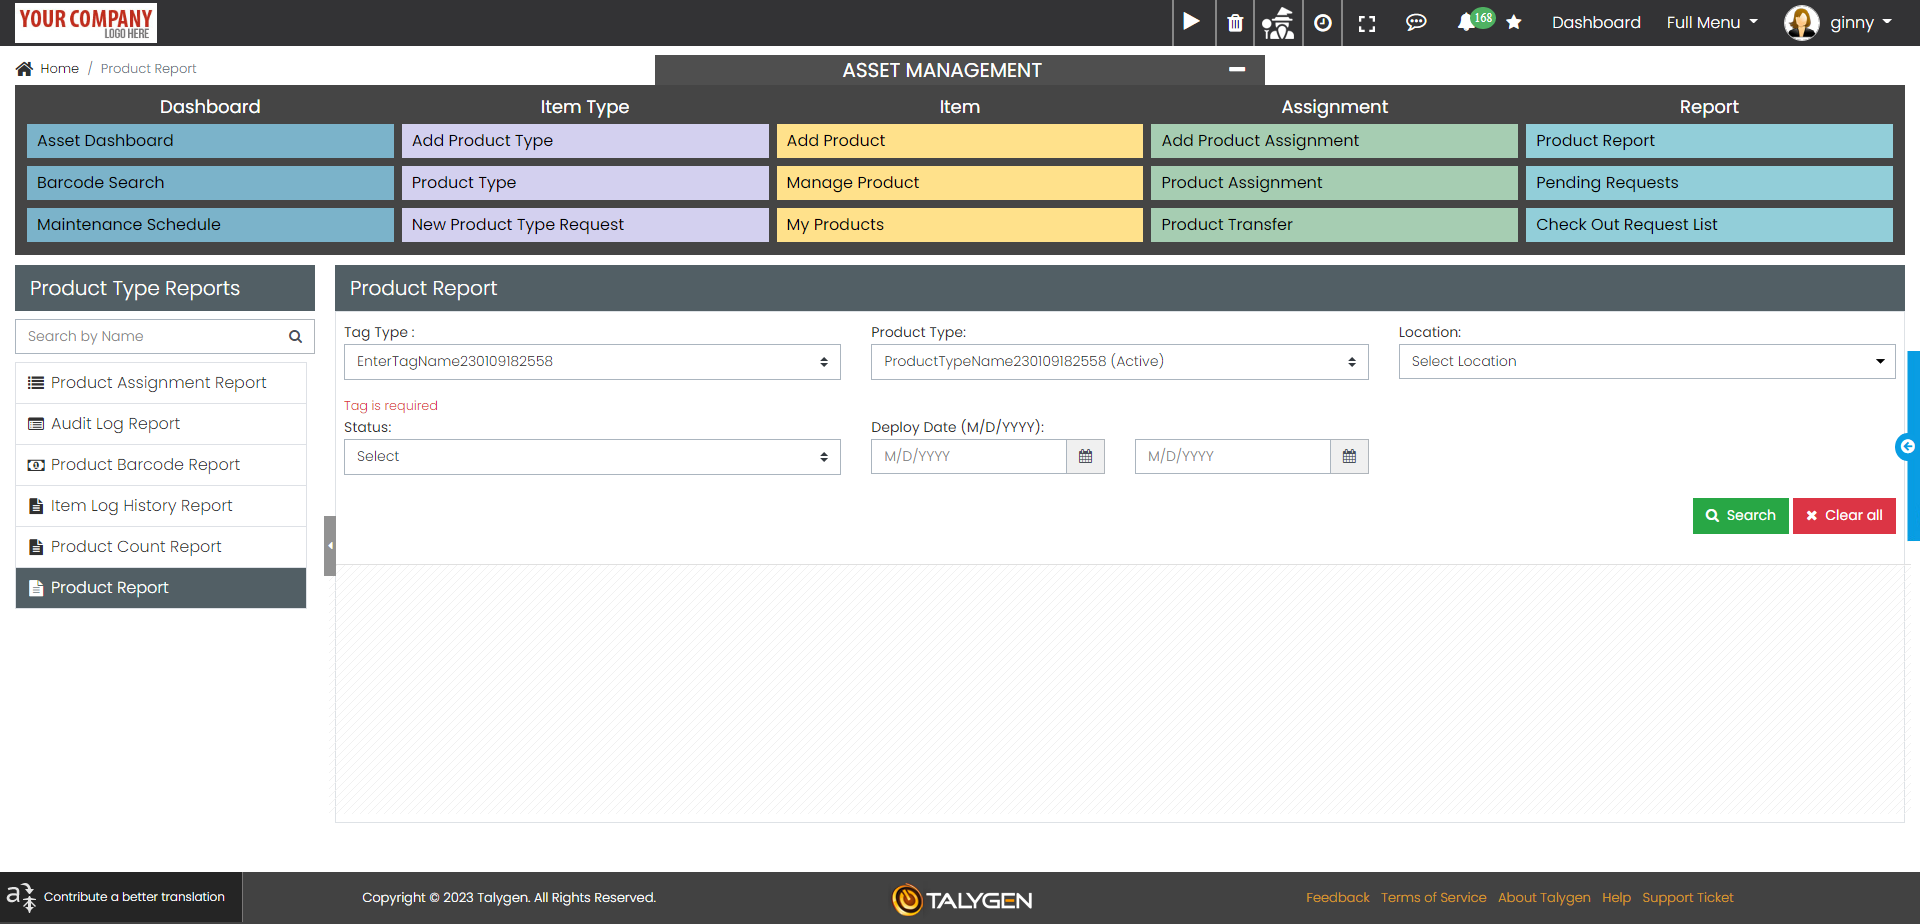 YOUR COMPANY
LOGO HERE
168
Dashboard
Full Menu
ginny
Home / Product Report
ASSET MANAGEMENT
Dashboard
Item Type
Item
Assignment
Report
Asset Dashboard
Add Product Type
Add Product
Add Product Assignment
Product Report
Barcode Search
Product Type
Manage Product
Product Assignment
Pending Requests
Maintenance Schedule
New Product Type Request
My Products
Product Transfer
Check Out Request List
Product Type Reports
Search by Name
Product Assignment Report
Audit Log Report
Product Barcode Report
Item Log History Report
Product Count Report
Product Report
Product Report
Tag Type :
Product Type:
Location:
EnterTagName230109182558
ProductTypeName230109182558 (Active)
Select Location
Tag is required
Status:
Deploy Date (M/D/YYYY):
Select
M/D/YYYY
M/D/YYYY
Search
Clear all
Contribute a better translation
Copyright © 2023 Talygen. All Rights Reserved.
TALYGEN
Feedback
Terms of Service
About Talygen
Help
Support Ticket